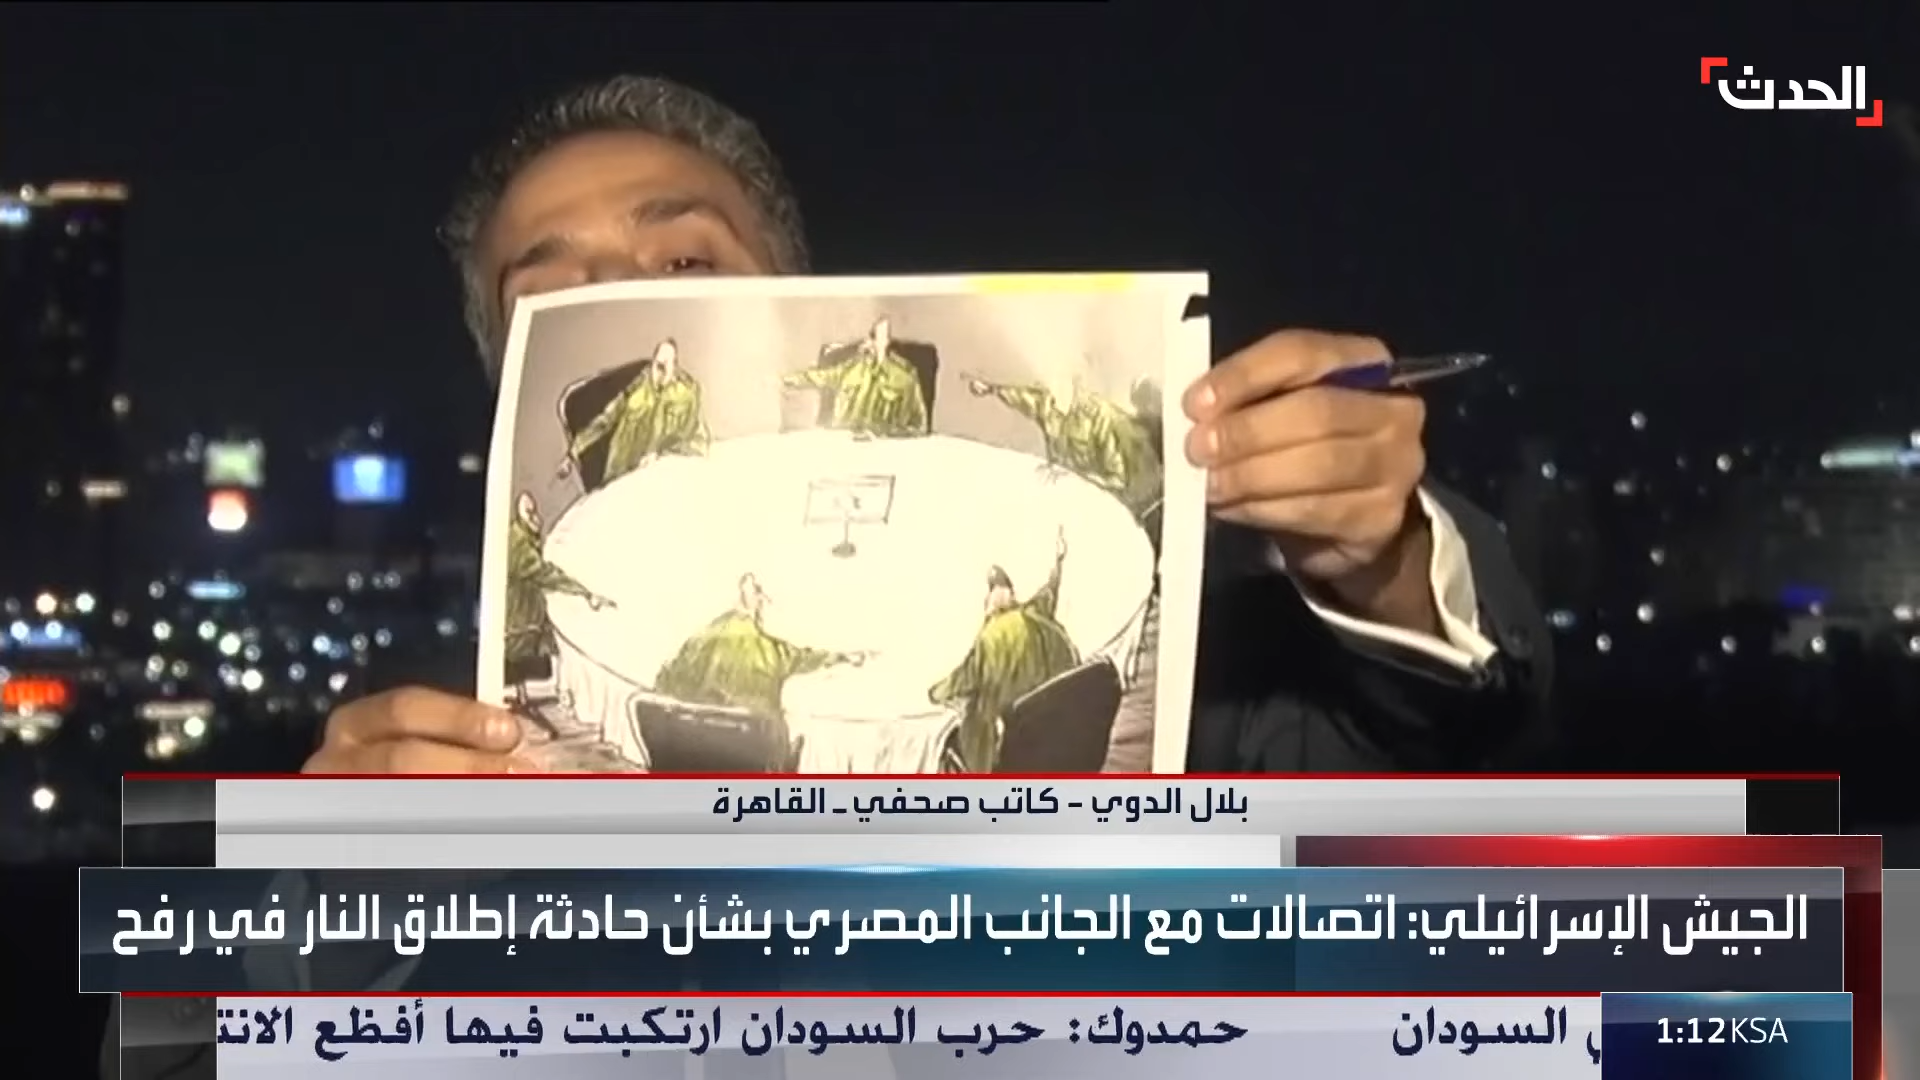 الحدث
بلال الدوي - كاتب صحفي - القاهرة
الجيش الإسرائيلي: اتصالات مع الجانب المصري بشأن حادثة إطلاق النار في رفح
السودان
حمدوك: حرب السودان ارتكبت فيها أفظع
1:12 KSA